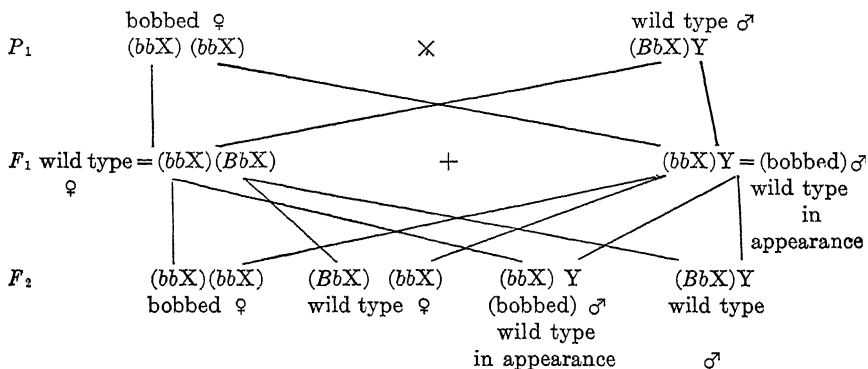 bobbed ♀ wild type ♂
P₁ (bbX) (bbX) × (BbX)Y
F₁ wild type = (bbX)(BbX) + (bbX)Y = (bobbed) ♂
♀ wild type
in
appearance
F₂ (bbX)(bbX) (BbX) (bbX) (bbX) Y (BbX)Y
bobbed ♀ wild type ♀ (bobbed) ♂ wild type
wild type
in appearance ♂